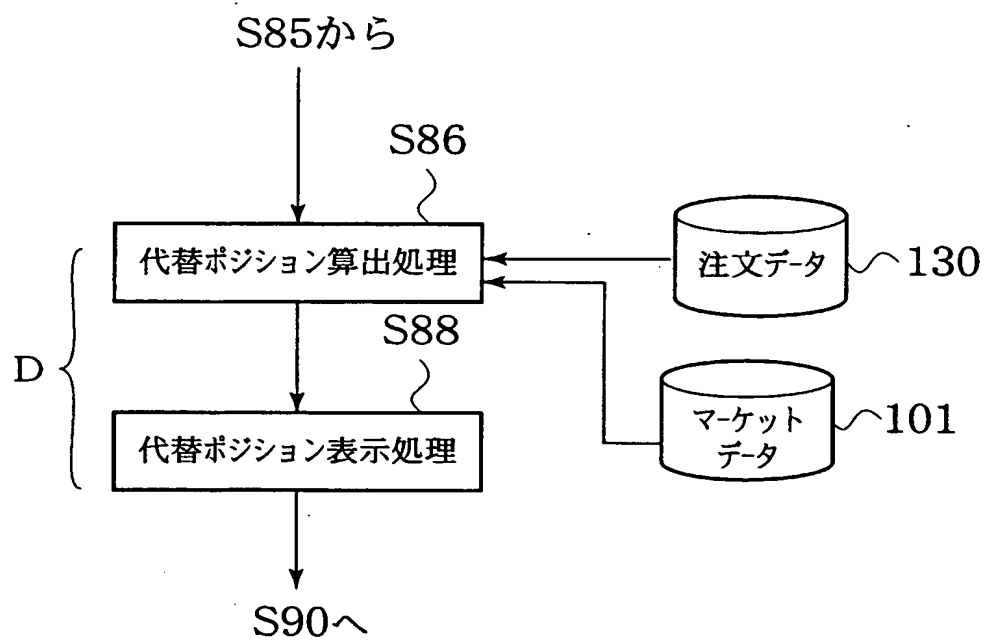 S85から
S86
代替ポジション算出処理
注文データ
130
S88
D
代替ポジション表示処理
マーケット
データ
101
S90へ